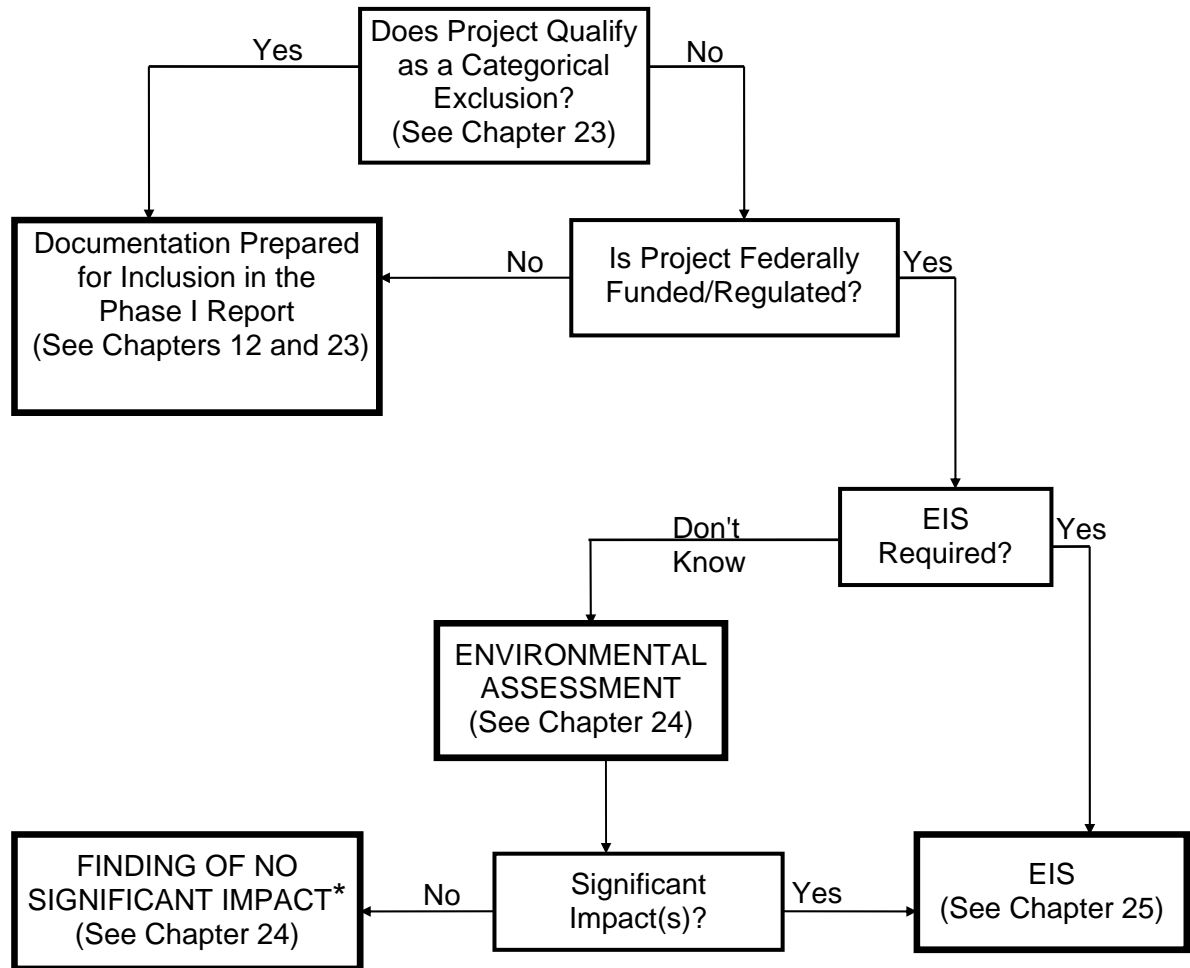 Does Project Qualify
as a Categorical
Exclusion?
(See Chapter 23)
Yes
No
Documentation Prepared
for Inclusion in the
Phase I Report
(See Chapters 12 and 23)
No
Is Project Federally
Funded/Regulated?
Yes
EIS
Required?
Yes
Don't
Know
ENVIRONMENTAL
ASSESSMENT
(See Chapter 24)
FINDING OF NO
SIGNIFICANT IMPACT*
(See Chapter 24)
No
Significant
Impact(s)?
Yes
EIS
(See Chapter 25)